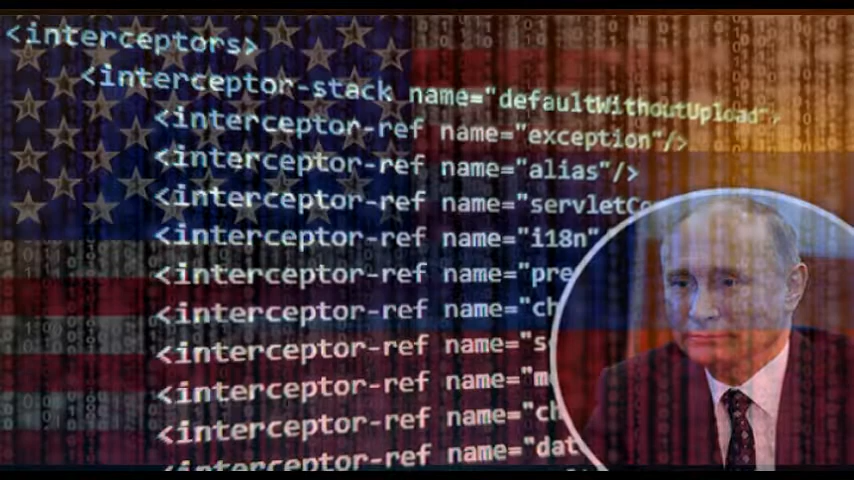 <interceptors>
<interceptor-stack name="defaultWithoutUpload">
<interceptor-ref name="exception"/>
<interceptor-ref name="alias"/>
<interceptor-ref name="servletCo
<interceptor-ref name="i18n"
<interceptor-ref name="pre
<interceptor-ref name="ch
<interceptor-ref name="s
<interceptor-ref name="m
<interceptor-ref name="ch
<interceptor-ref name="dat